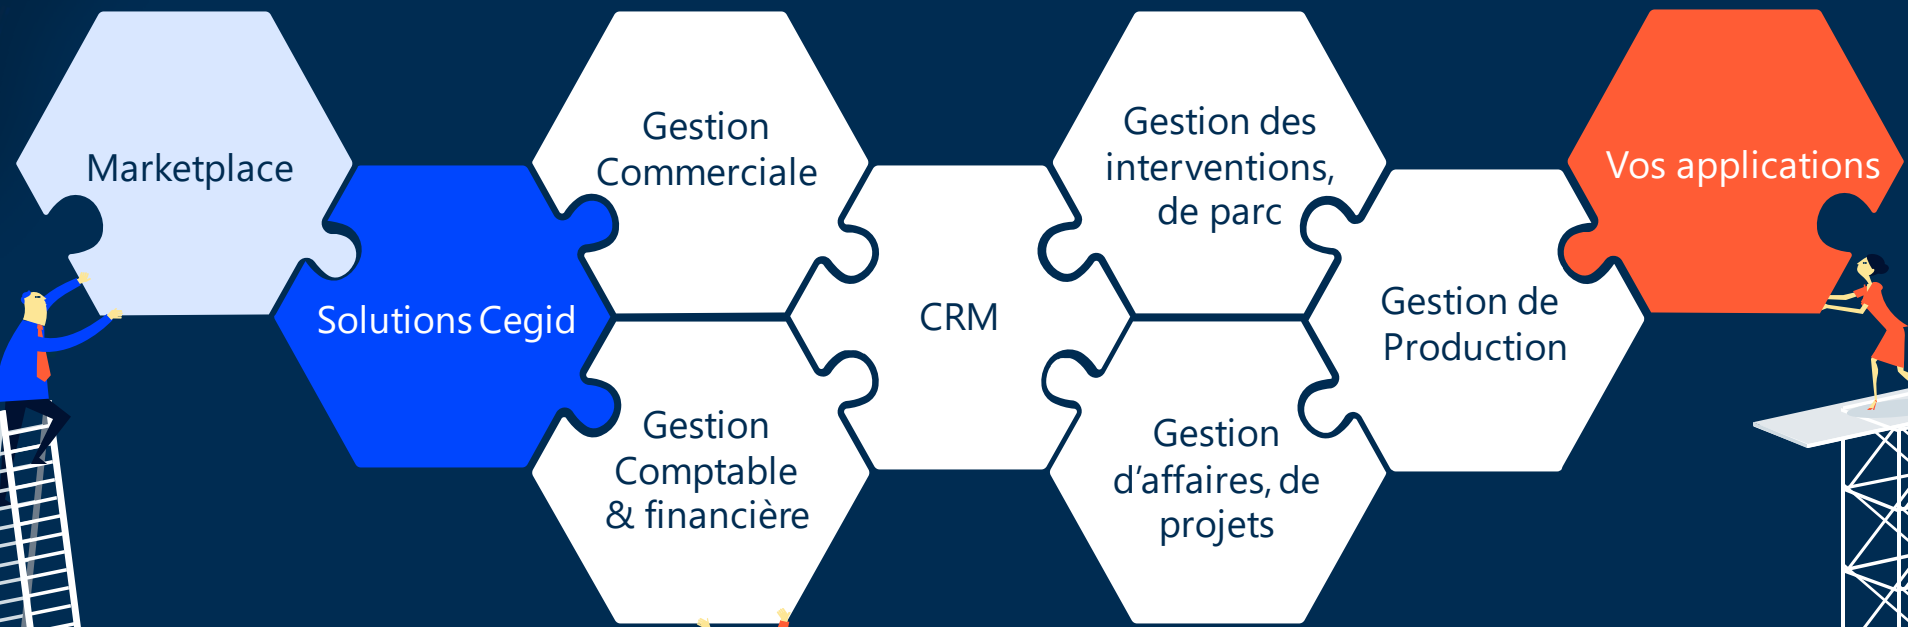 Marketplace
Solutions Cegid
Gestion
Commerciale
Gestion
Comptable
& financière
CRM
Gestion des
interventions,
de parc
Gestion
d'affaires, de
projets
Gestion de
Production
Vos applications